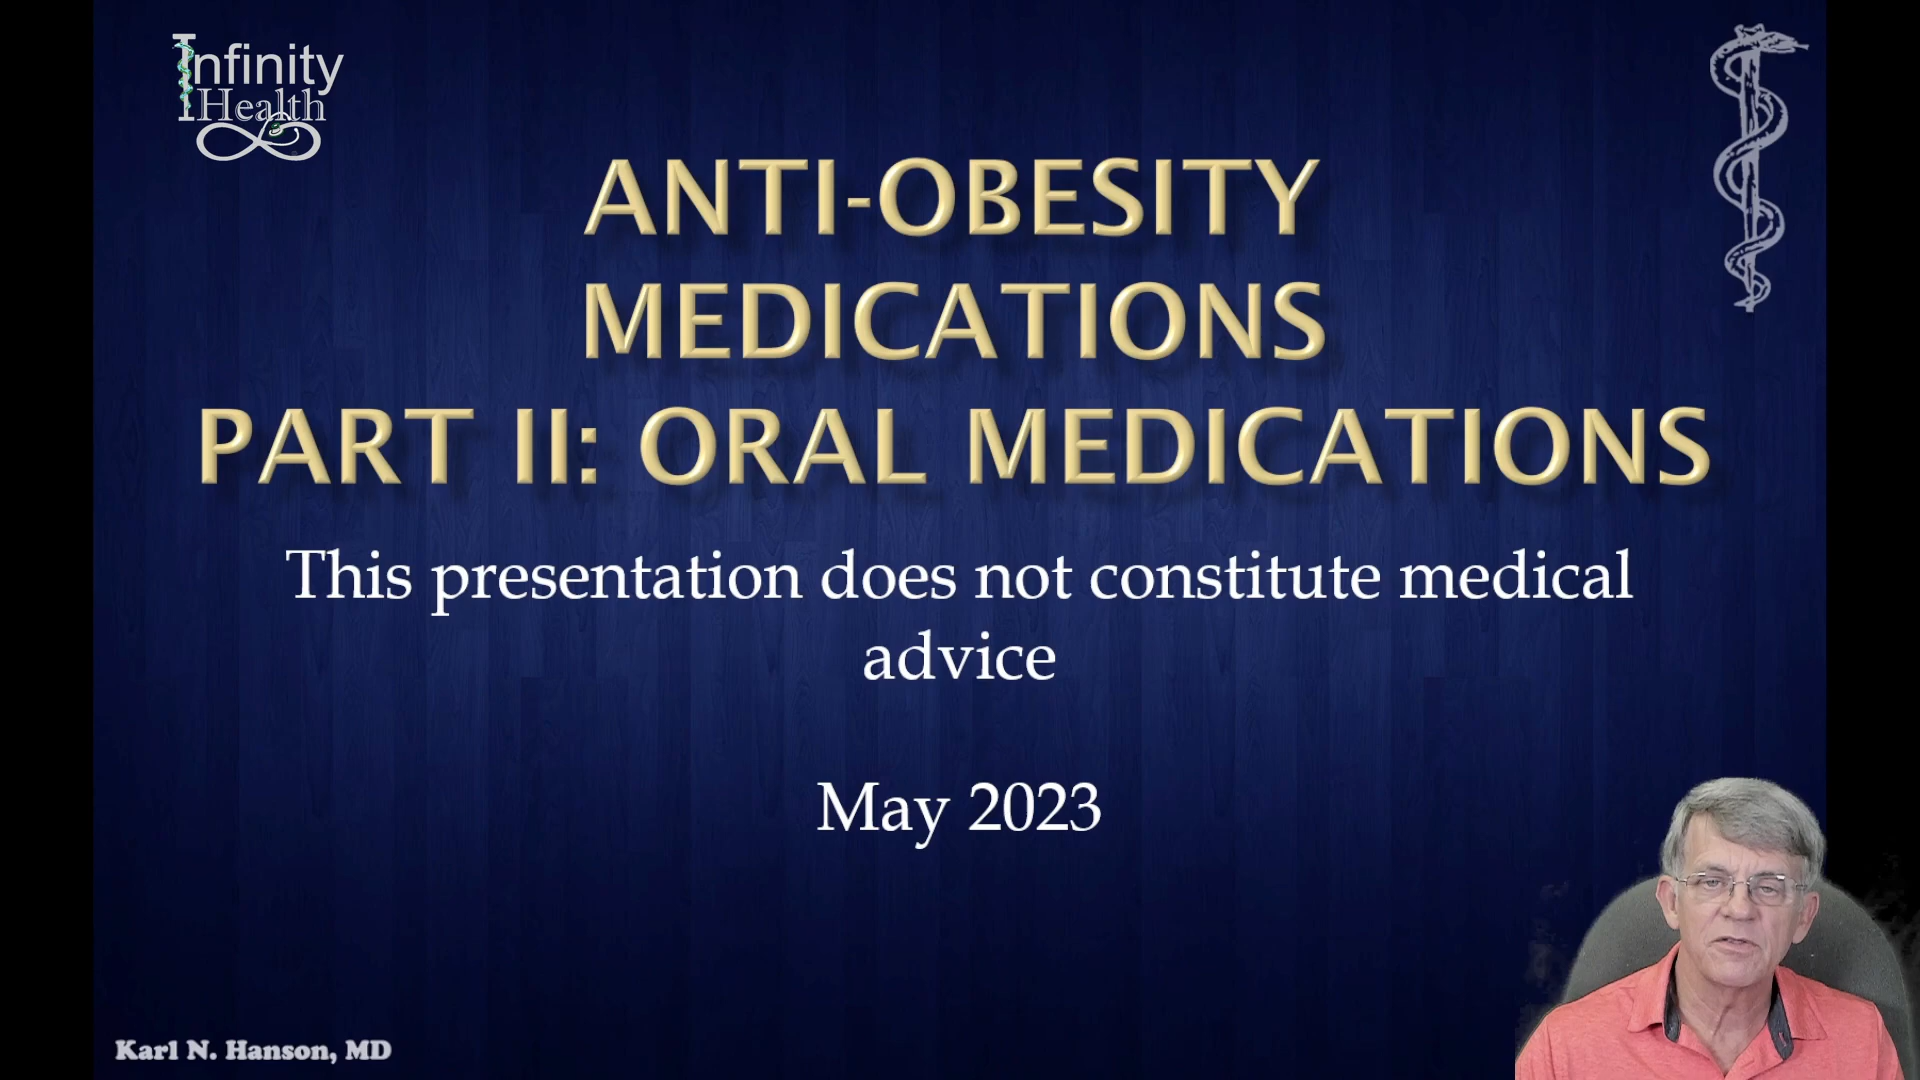 Infinity
Health
ANTI-OBESITY
MEDICATIONS
PART II: ORAL MEDICATIONS
This presentation does not constitute medical
advice
May 2023
Karl N. Hanson, MD